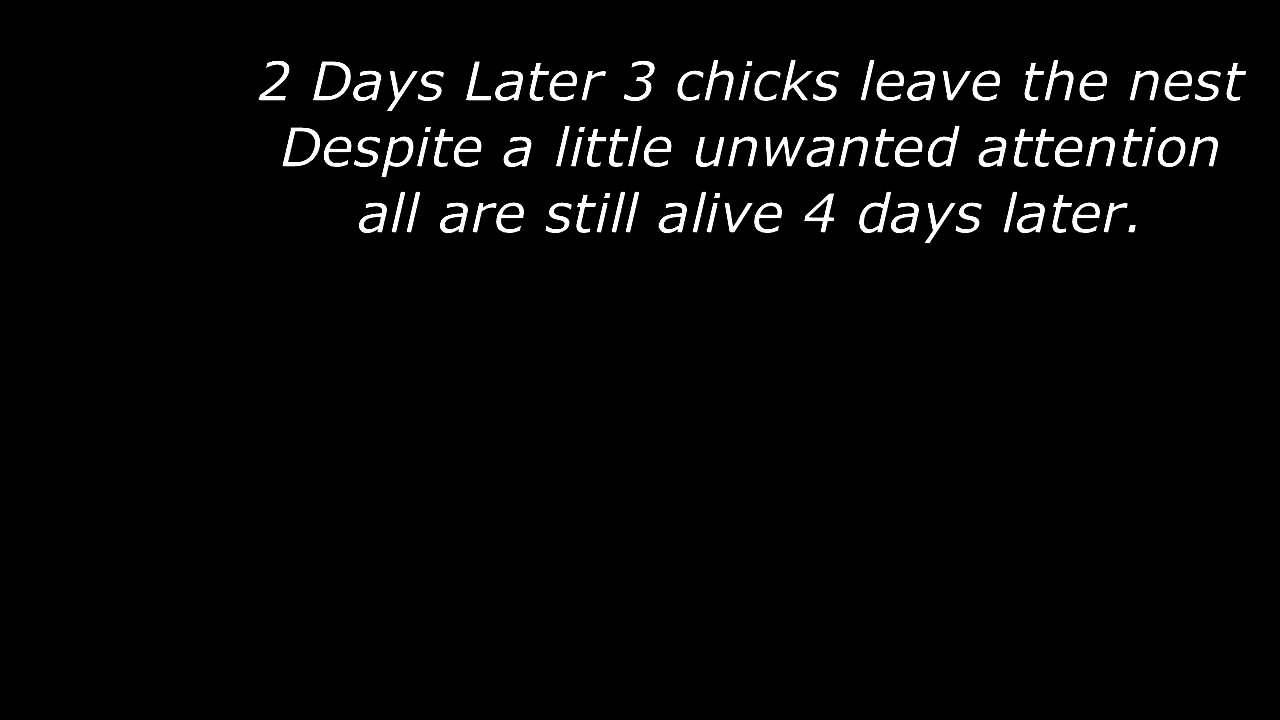 2 Days Later 3 chicks leave the nest
Despite a little unwanted attention
all are still alive 4 days later.